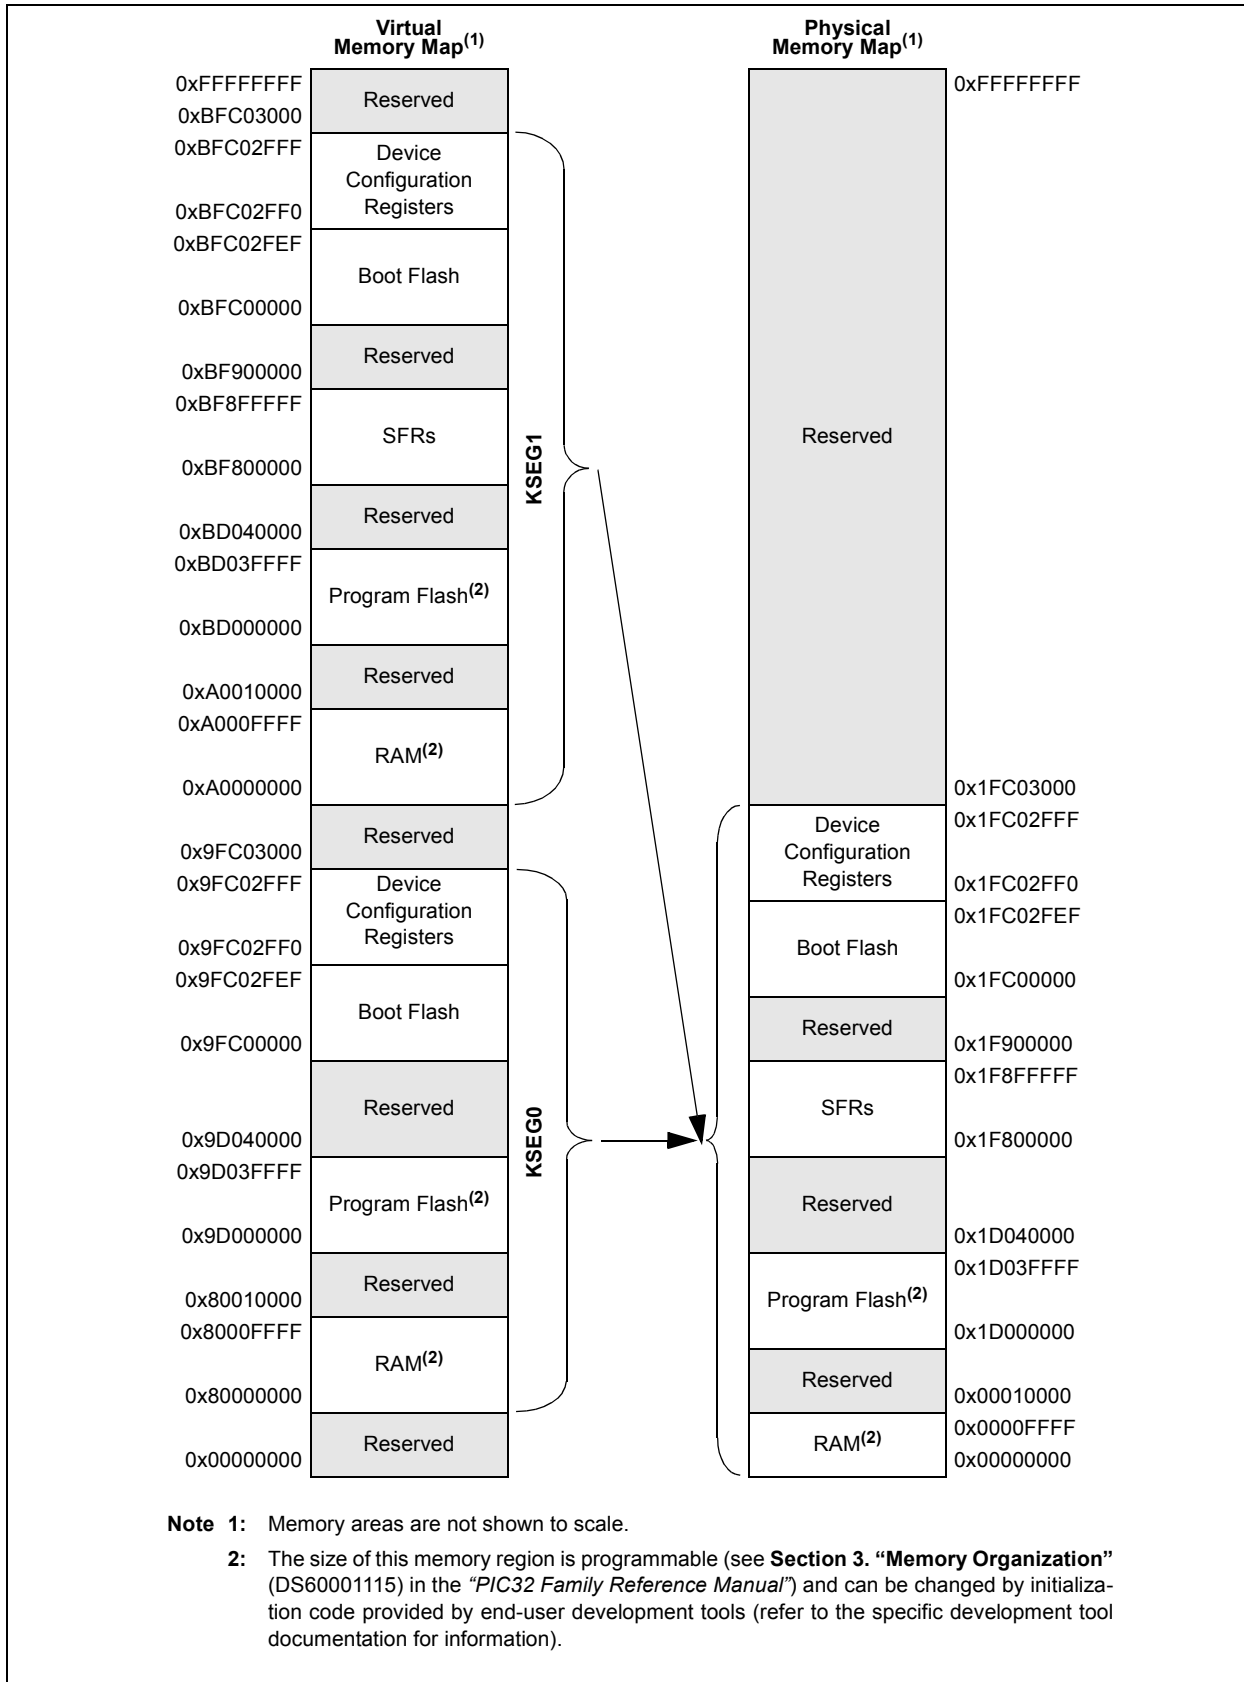 Virtual
Memory Map(1)
0xFFFFFFFF
Reserved
0xBFC03000
0xBFC02FFF
Device
Configuration
Registers
0xBFC02FF0
0xBFC02FEF
Boot Flash
0xBFC00000
Reserved
0xBF900000
0xBF8FFFFF
SFRs
0xBF800000
Reserved
0xBD040000
0xBD03FFFF
Program Flash(2)
0xBD000000
Reserved
0xA0010000
0xA000FFFF
RAM(2)
0xA0000000
Reserved
0x9FC03000
0x9FC02FFF
Device
Configuration
Registers
0x9FC02FF0
0x9FC02FEF
Boot Flash
0x9FC00000
Reserved
0x9D040000
0x9D03FFFF
Program Flash(2)
0x9D000000
Reserved
0x80010000
0x8000FFFF
RAM(2)
0x80000000
Reserved
0x00000000
KSEG1
KSEG0
Physical
Memory Map(1)
0xFFFFFFFF
Reserved
0x1FC03000
0x1FC02FFF
Device
Configuration
Registers
0x1FC02FF0
0x1FC02FEF
Boot Flash
0x1FC00000
Reserved
0x1F900000
0x1F8FFFFF
SFRs
0x1F800000
Reserved
0x1D040000
0x1D03FFFF
Program Flash(2)
0x1D000000
Reserved
0x00010000
0x0000FFFF
RAM(2)
0x00000000
Note 1: Memory areas are not shown to scale.
2: The size of this memory region is programmable (see Section 3. “Memory Organization”
(DS60001115) in the “PIC32 Family Reference Manual”) and can be changed by initializa-
tion code provided by end-user development tools (refer to the specific development tool
documentation for information).